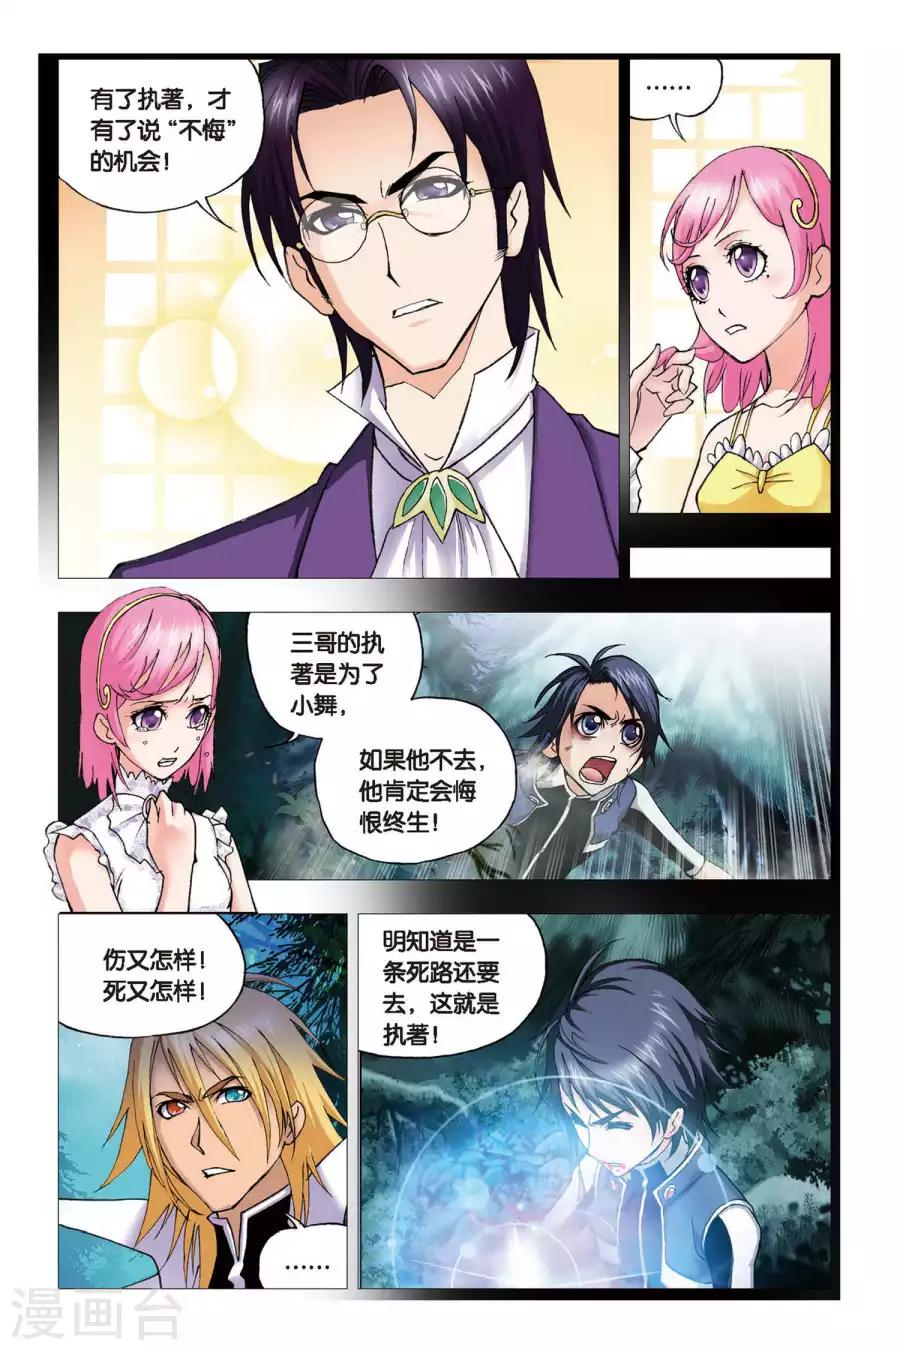 有了执著，才
有了说“不悔”
的机会！
……
三哥的执
著是为了
小舞，
如果他不去，
他肯定会悔
恨终生！
伤又怎样！
死又怎样！
……
明知道是一
条死路还要
去，这就是
执著！
漫画台